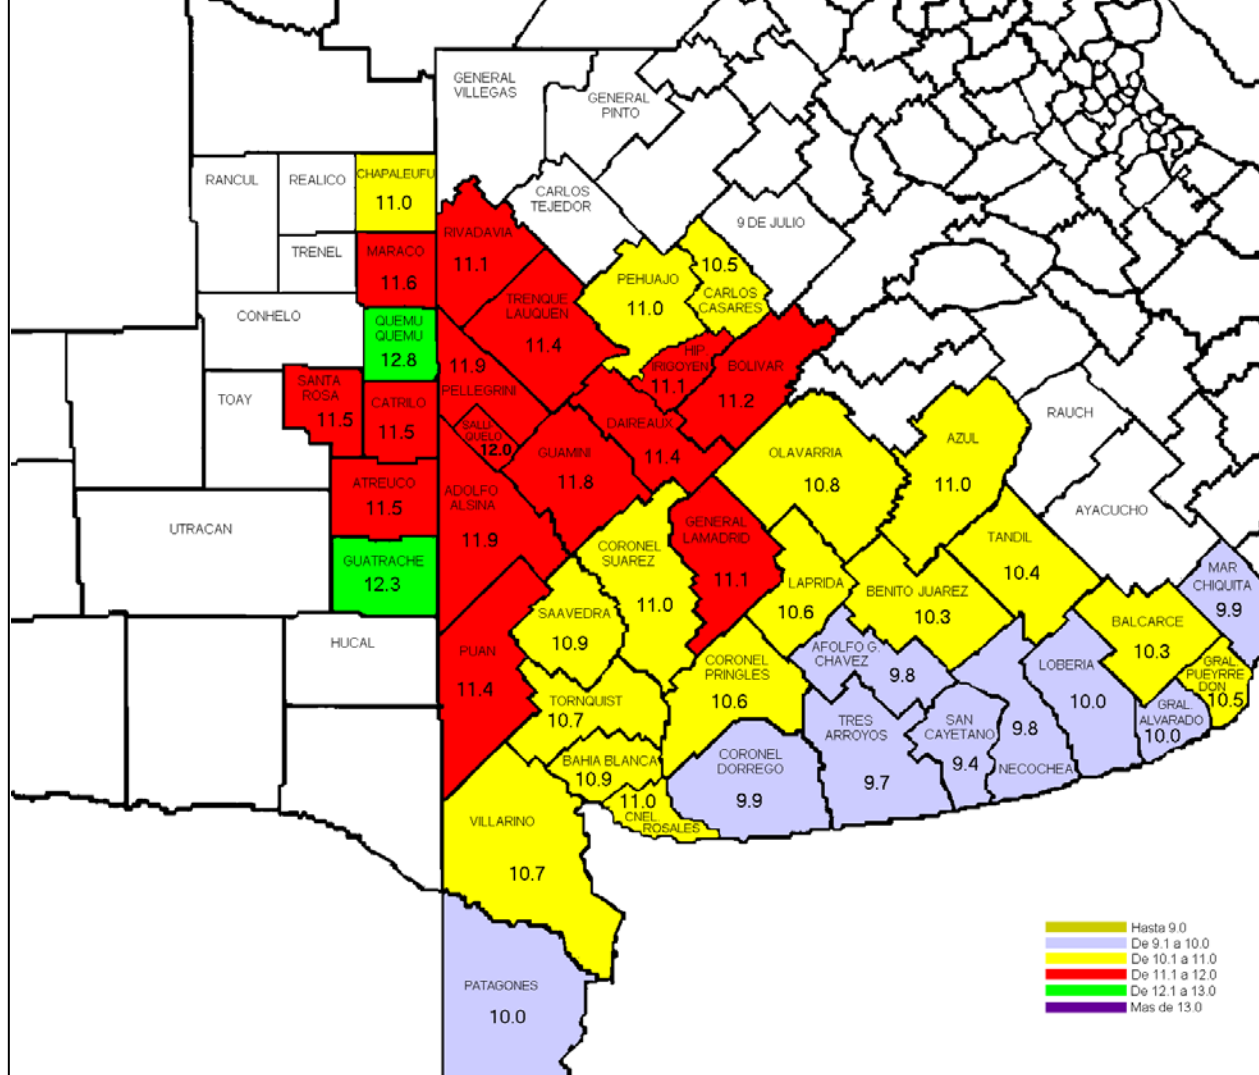 GENERAL
VILLEGAS
GENERAL
PINTO
RANCUL
REALICO
CHAPALEUFU
11.0
CARLOS
TEJEDOR
9 DE JULIO
TRENEL
MARACO
11.6
RIVADAVIA
11.1
10.5
CARLOS
CASARES
PEHUAJO
11.0
TRENQUE
LAUQUEN
11.4
CONHELO
QUEMU
QUEMU
12.8
11.9
PELLEGRINI
HIP.
IRIGOYEN
11.1
BOLIVAR
11.2
SANTA
ROSA
11.5
TOAY
CATRILO
11.5
SALLI-
QUELO
12.0
DAIREAUX
11.4
GUAMINI
11.8
RAUCH
AZUL
11.0
OLAVARRIA
10.8
ATREUCO
11.5
ADOLFO
ALSINA
11.9
UTRACAN
GENERAL
LAMADRID
11.1
AYACUCHO
TANDIL
10.4
CORONEL
SUAREZ
11.0
GUATRACHE
12.3
LAPRIDA
10.6
BENITO JUAREZ
10.3
MAR
CHIQUITA
9.9
SAAVEDRA
10.9
BALCARCE
10.3
HUCAL
PUAN
11.4
CORONEL
PRINGLES
10.6
AFOLFO G.
CHAVEZ
9.8
LOBERIA
10.0
GRAL.
PUEYRRE
DON
10.5
TORNQUIST
10.7
GRAL.
ALVARADO
10.0
TRES
ARROYOS
9.7
SAN
CAYETANO
9.4
9.8
NECOCHEA
BAHIA BLANCA
10.9
CORONEL
DORREGO
9.9
11.0
CNEL.
ROSALES
VILLARINO
10.7
PATAGONES
10.0
Hasta 9.0
De 9.1 a 10.0
De 10.1 a 11.0
De 11.1 a 12.0
De 12.1 a 13.0
Mas de 13.0